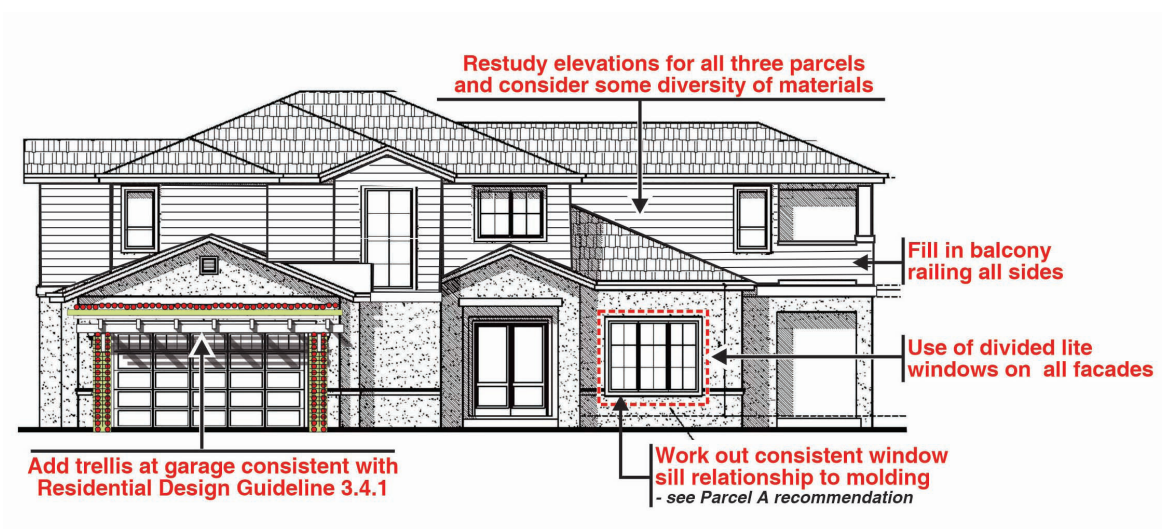 Restudy elevations for all three parcels
and consider some diversity of materials
Fill in balcony
railing all sides
Use of divided lite
windows on all facades
Work out consistent window
sill relationship to molding
- see Parcel A recommendation
Add trellis at garage consistent with
Residential Design Guideline 3.4.1